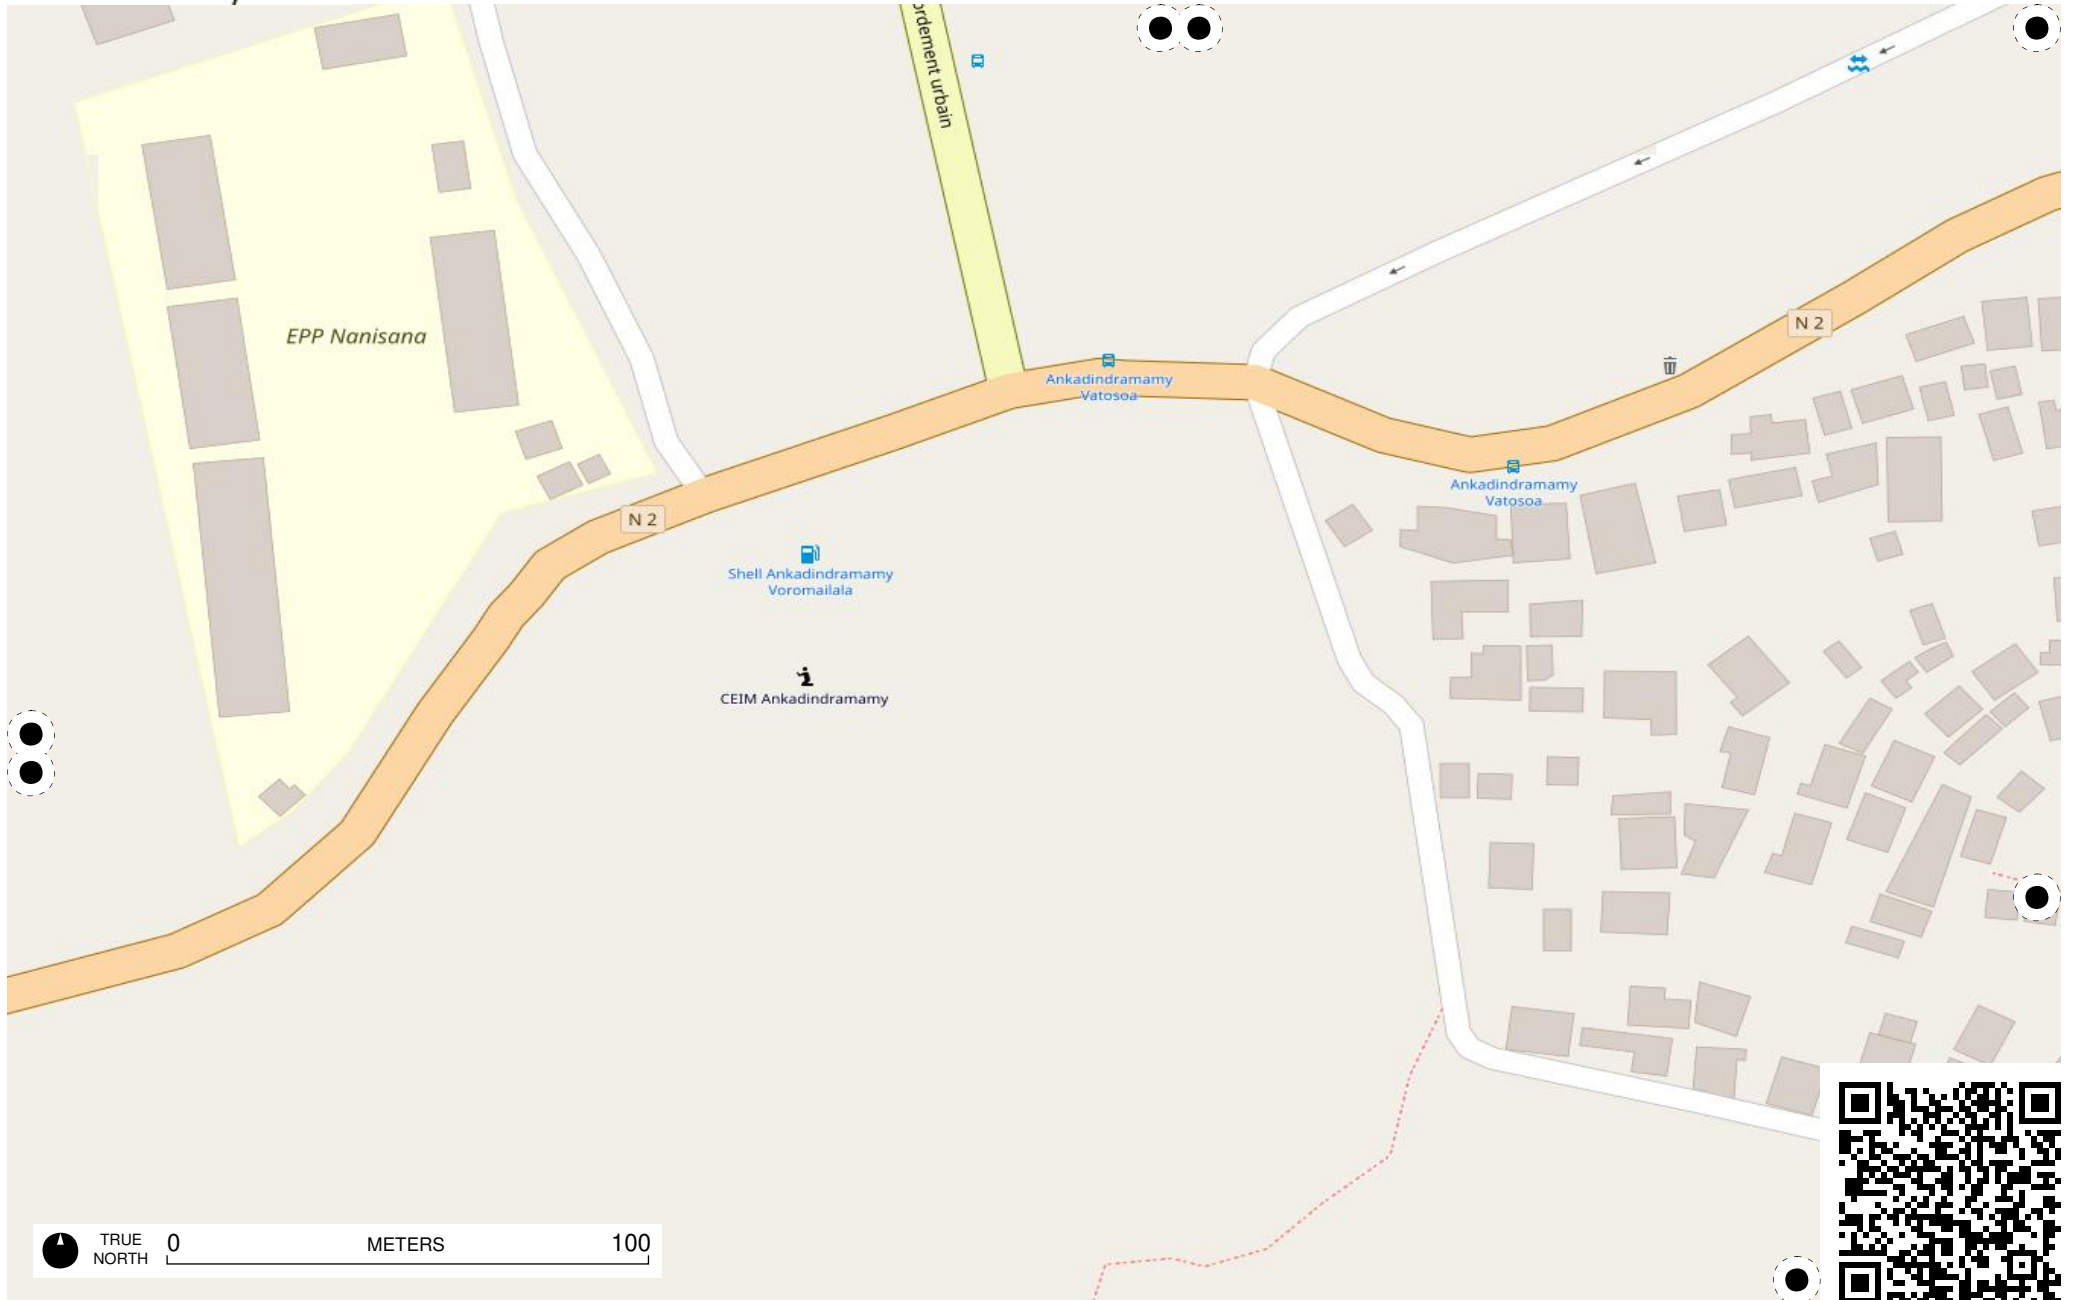 ordement urbain
EPP Nanisana
N 2
Ankadindramamy
Vatosoa
Ankadindramamy
Vatosoa
N 2
Shell Ankadindramamy
Voromailala
CEIM Ankadindramamy
TRUE
NORTH
0 METERS 100